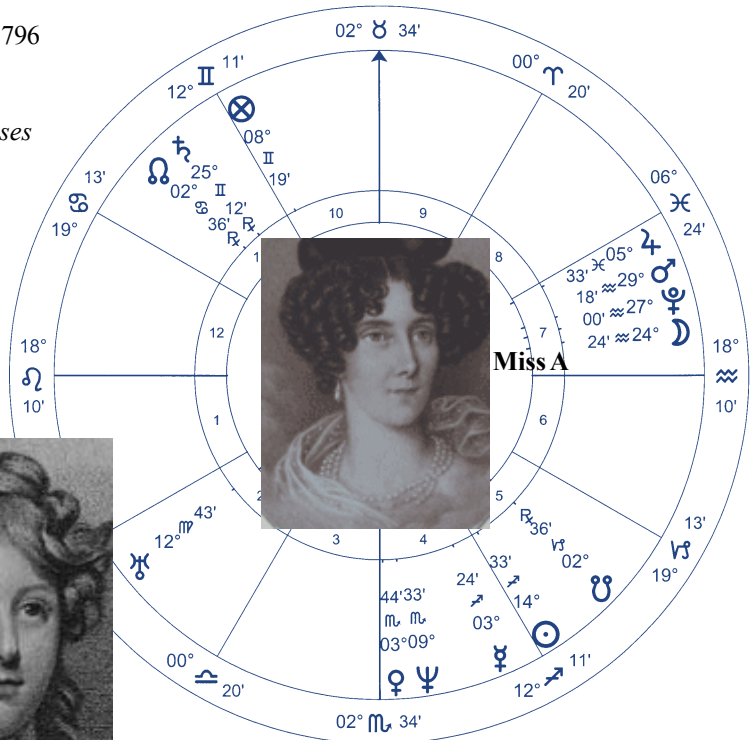 796
ses
02° ♉ 34'
00° ♈ 20'
06° ♓ 24'
18° ♒ 10'
13' ♑ 19°
11' ♐ 12°
02° ♏ 34'
00° ♎ 20'
18° ♌ 10'
13' ♋ 19°
12° ♊ 11'
⊗ 08° ♊ 19'
♄ 25° ♊ 12' ℞
☊ 02° ♋ 36' ℞
♃ 05° ♓ 33'
♂ 29° ♒ 18'
♇ 27° ♒ 00'
☽ 24° ♒ 24'
☋ 02° ♑ 36' ℞
☉ 14° ♐ 33'
☿ 03° ♐ 24'
♆ 09° ♏ 33'
♀ 03° ♏ 44'
♅ 12° ♍ 43'
10
9
8
7
6
5
4
3
2
1
12
1
Miss A